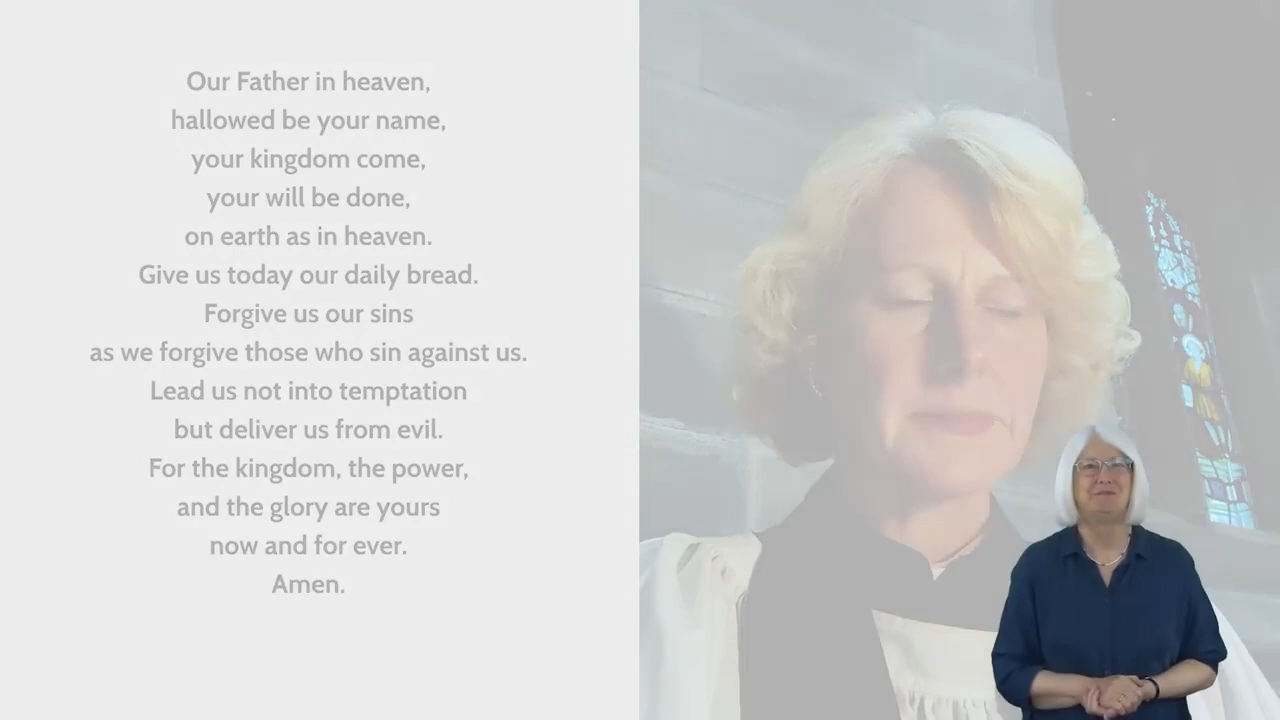 Our Father in heaven,
hallowed be your name,
your kingdom come,
your will be done,
on earth as in heaven.
Give us today our daily bread.
Forgive us our sins
as we forgive those who sin against us.
Lead us not into temptation
but deliver us from evil.
For the kingdom, the power,
and the glory are yours
now and for ever.
Amen.